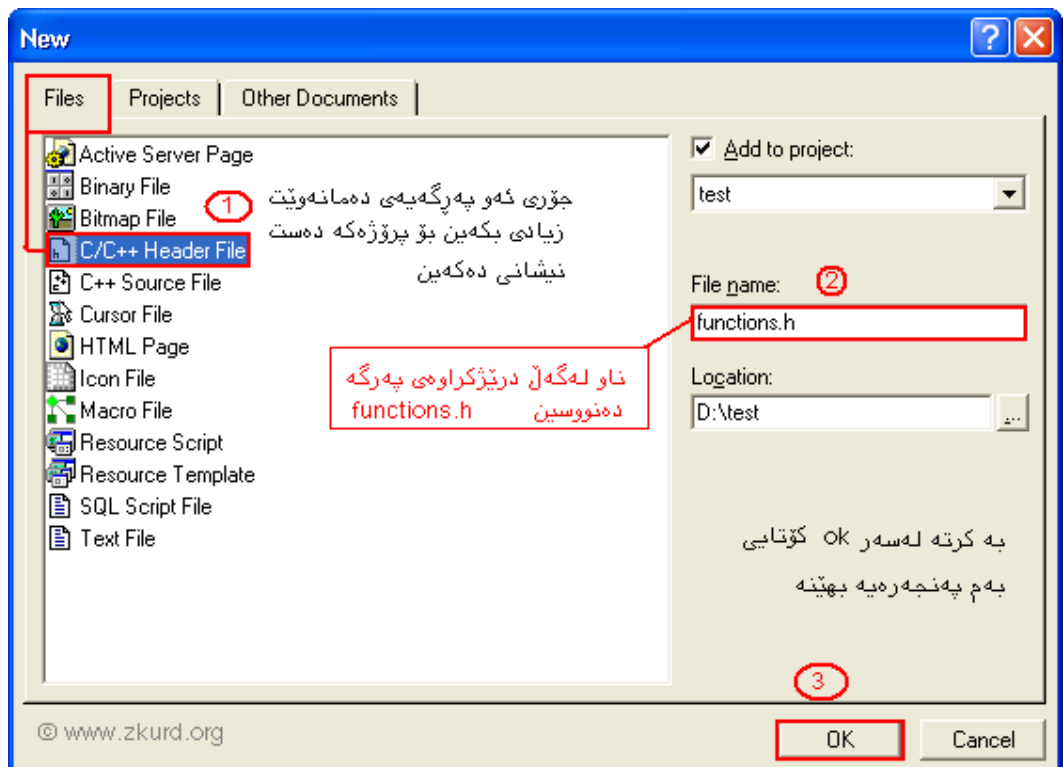 New
Files
Projects
Other Documents
Active Server Page
Binary File
Bitmap File
C/C++ Header File
C++ Source File
Cursor File
HTML Page
Icon File
Macro File
Resource Script
Resource Template
SQL Script File
Text File
1
جۆری ئەو پەڕگەیەی دەمانەوێت
زیادی بکەین بۆ پرۆژەکە دەست
نیشانی دەکەین
ناو لەگەڵ درێژکراوەی پەرگە
دەنووسین functions.h
Add to project:
test
File name:
2
functions.h
Location:
D:\test
...
بە کرتە لەسەر ok کۆتایی
بەم پەنجەرەیە بهێنە
3
© www.zkurd.org
OK
Cancel